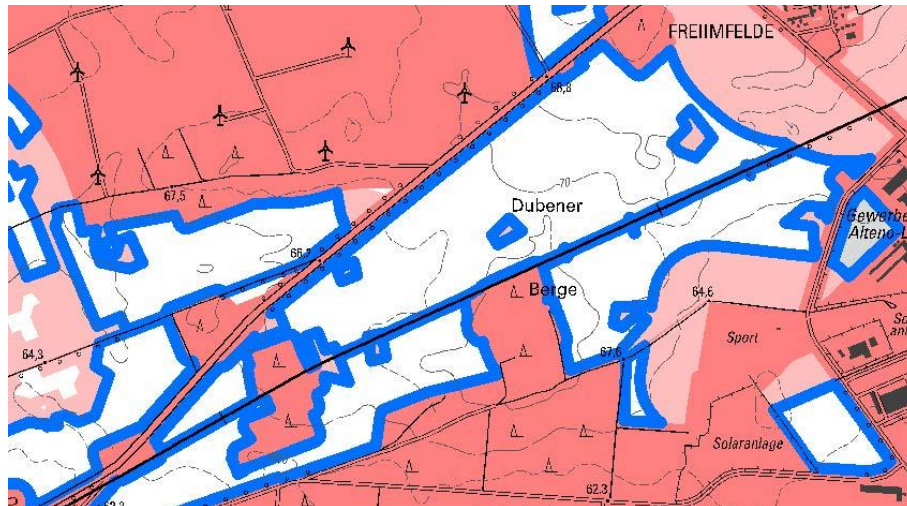 FREIIMFELDE
68,8
70
67,5
Dubener
Gewerbe
Alteno-L
66,2
Berge
64,6
64,3
Sport
67,6
Solaranlage
62.3